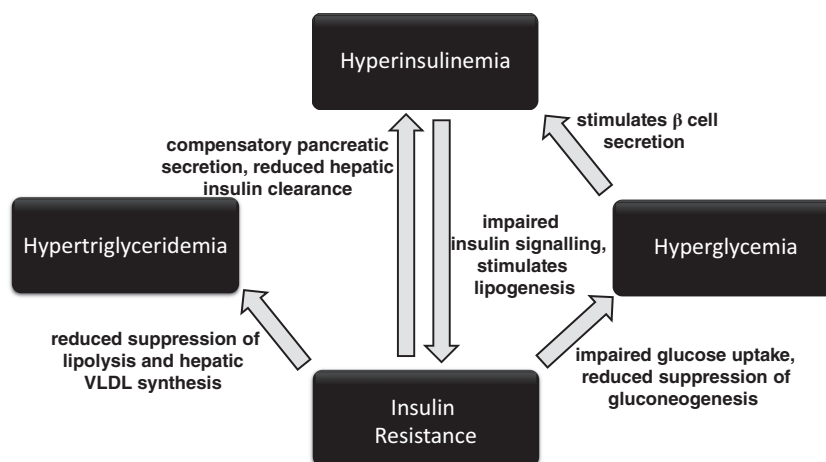 Hyperinsulinemia
stimulates β cell
secretion
compensatory pancreatic
secretion, reduced hepatic
insulin clearance
Hypertriglyceridemia
impaired
insulin signalling,
stimulates
lipogenesis
Hyperglycemia
reduced suppression of
lipolysis and hepatic
VLDL synthesis
impaired glucose uptake,
reduced suppression of
gluconeogenesis
Insulin
Resistance